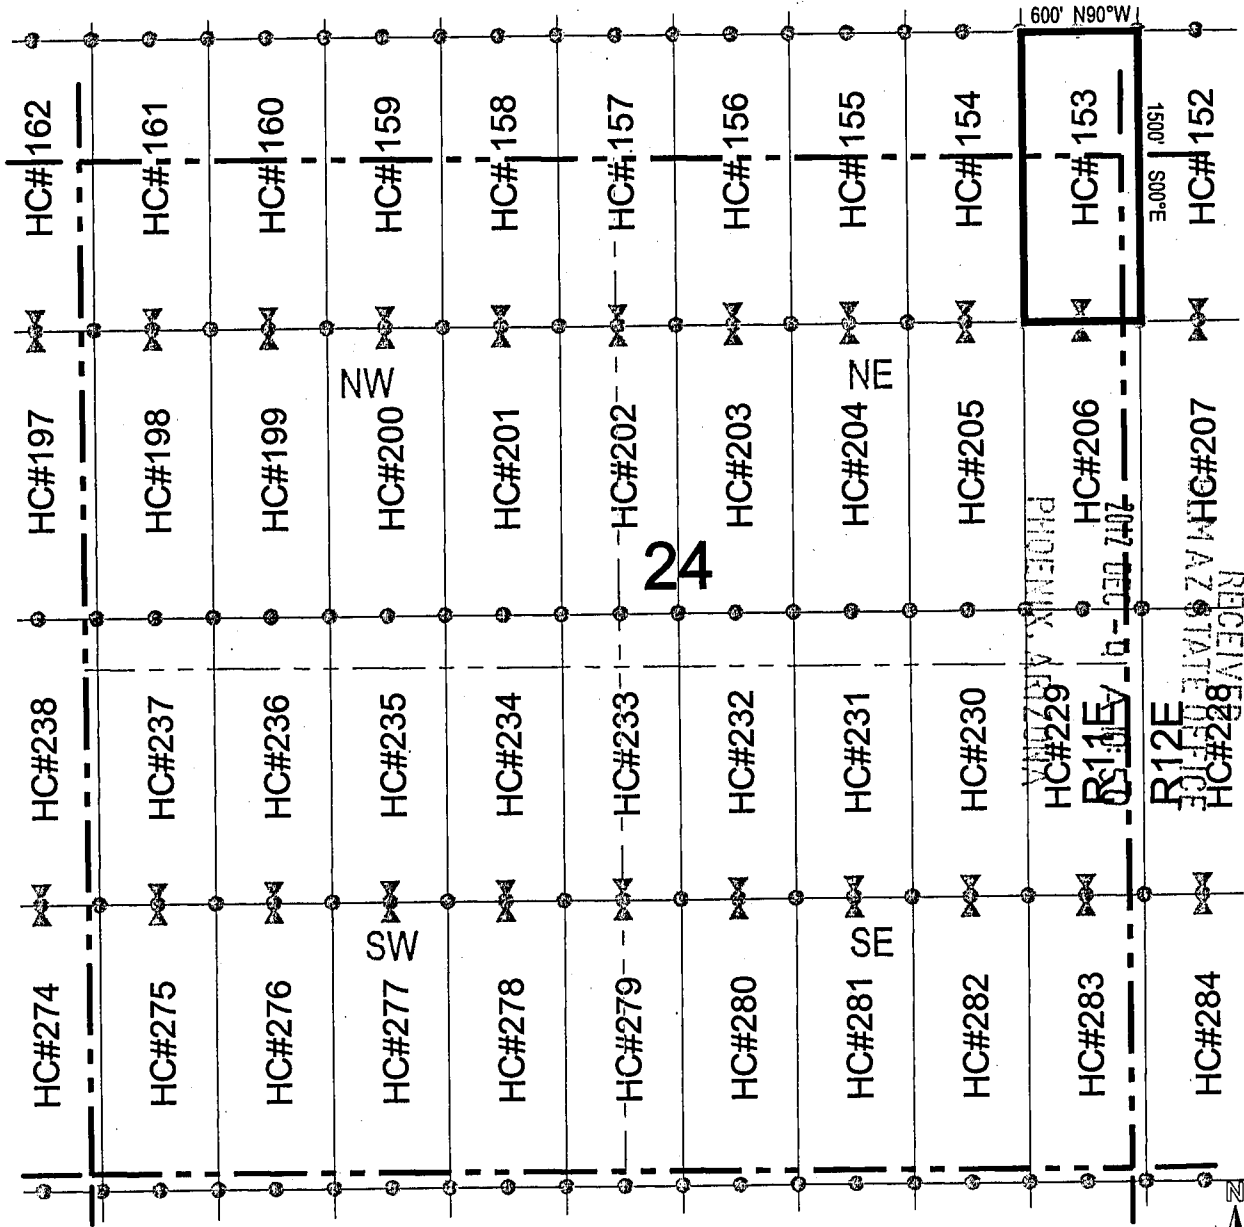 600' N90°W
HC# 162
HC# 161
HC# 160
HC# 159
HC# 158
HC# 157
HC# 156
HC# 155
HC# 154
HC# 153
1500' S00°E
HC# 152
NW
NE
HC#197
HC#198
HC#199
HC#200
HC#201
HC#202
HC#203
HC#204
HC#205
HC#206
HC#207
24
RECEIVED
AZ STATE OFFICE
PHOENIX, ARIZONA
HC#238
HC#237
HC#236
HC#235
HC#234
HC#233
HC#232
HC#231
HC#230
HC#229
R11E
R12E
HC#228
SW
SE
HC#274
HC#275
HC#276
HC#277
HC#278
HC#279
HC#280
HC#281
HC#282
HC#283
HC#284
N